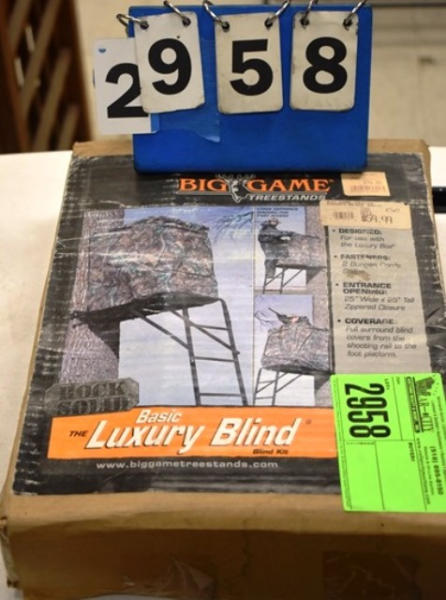 2958
BIG GAME
TREESTANDS
$59.99
• DESIGNED:
For use with
the Luxury Box
• FASTENERS:
• ENTRANCE
OPENING:
25" Wide x 25" Tall
Zippered Closure
• COVERAGE:
Full surround blind
covers from the
shooting rail to the
foot platform.
ROCK
SOLID
Basic
THE Luxury Blind
Blind Kit
www.biggametreestands.com
2958